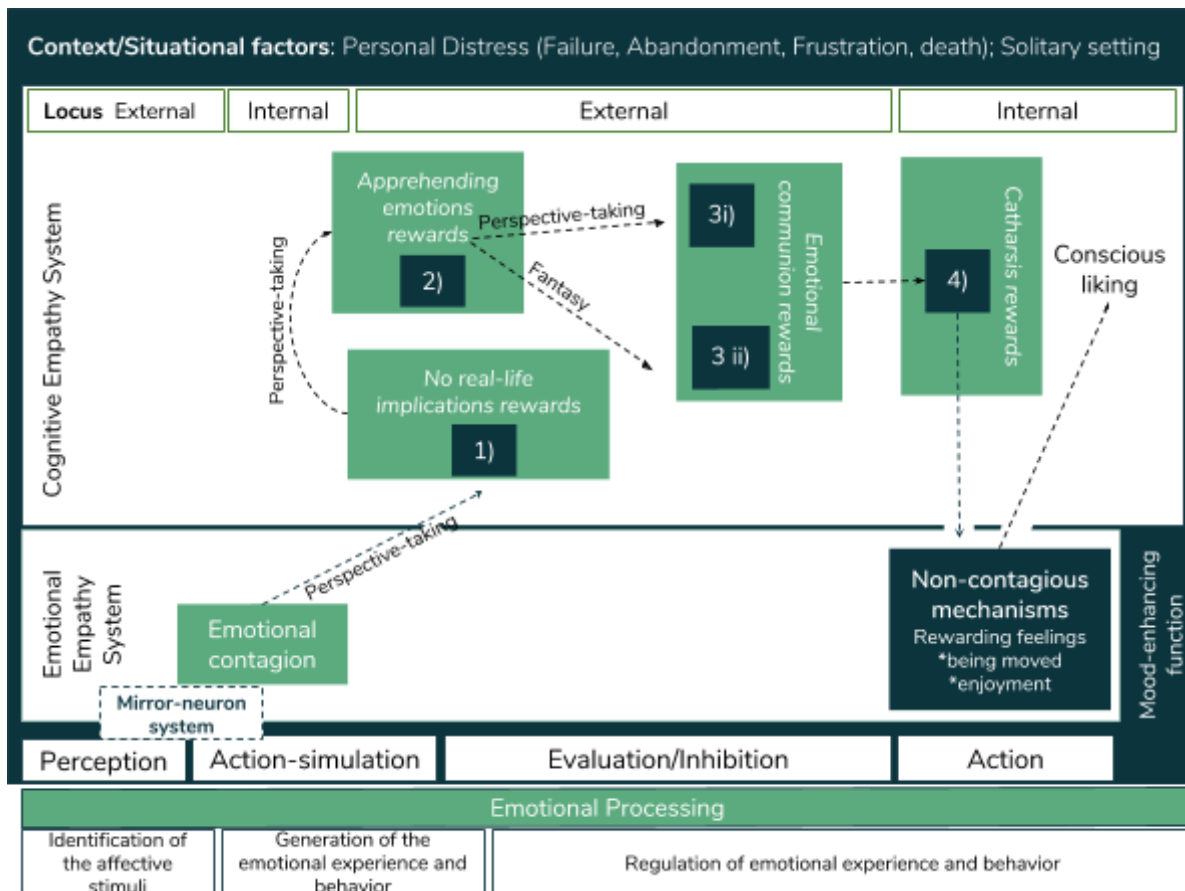 Context/Situational factors: Personal Distress (Failure, Abandonment, Frustration, death); Solitary setting
Locus External
Internal
External
Internal
Cognitive Empathy System
Apprehending
emotions
rewards
2)
Perspective-taking
Perspective-taking
Fantasy
3i)
3 ii)
Emotional
communion rewards
4)
Catharsis rewards
Conscious
liking
No real-life
implications rewards
1)
Perspective-taking
Emotional
Empathy
System
Emotional
contagion
Mirror-neuron
system
Non-contagious
mechanisms
Rewarding feelings
*being moved
*enjoyment
Mood-enhancing
function
Perception
Action-simulation
Evaluation/Inhibition
Action
Emotional Processing
Identification of
the affective
stimuli
Generation of the
emotional experience and
behavior
Regulation of emotional experience and behavior